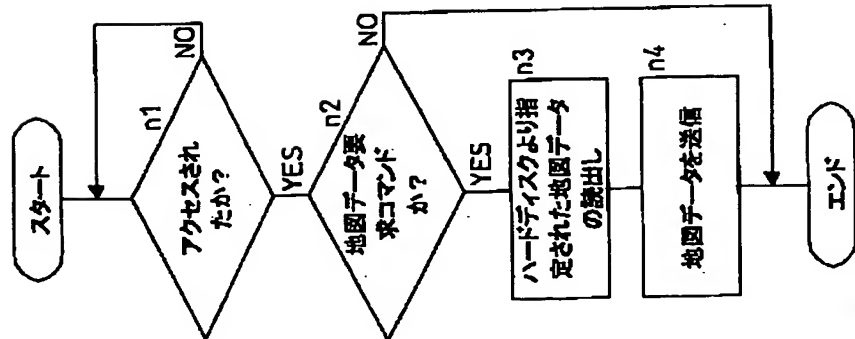 スタート
n1
アクセスされ
たか?
NO
YES
n2
地図データ要
求コマンド
か?
NO
YES
n3
ハードディスクより指
定された地図データ
の読出し
n4
地図データを送信
エンド